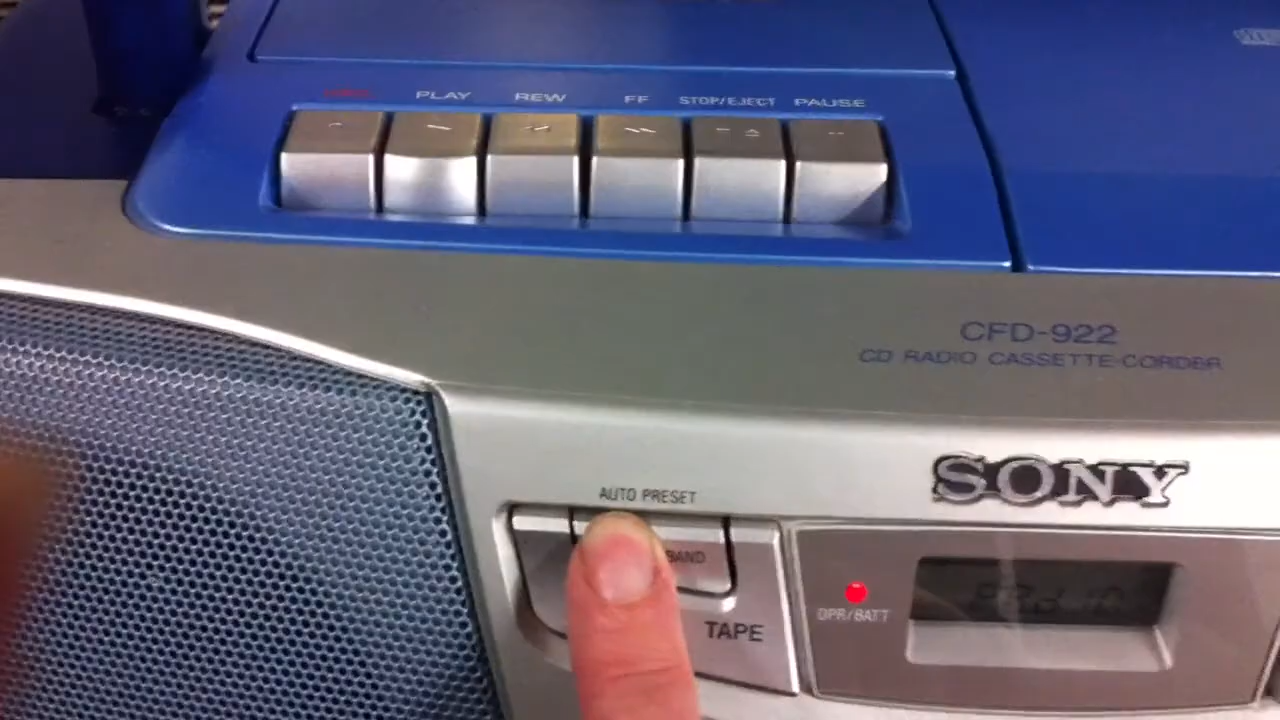 PLAY REW FF STOP/EJECT PAUSE
CFD-922
CD RADIO CASSETTE-CORDER
SONY
AUTO PRESET
BAND
TAPE
OPR/BATT